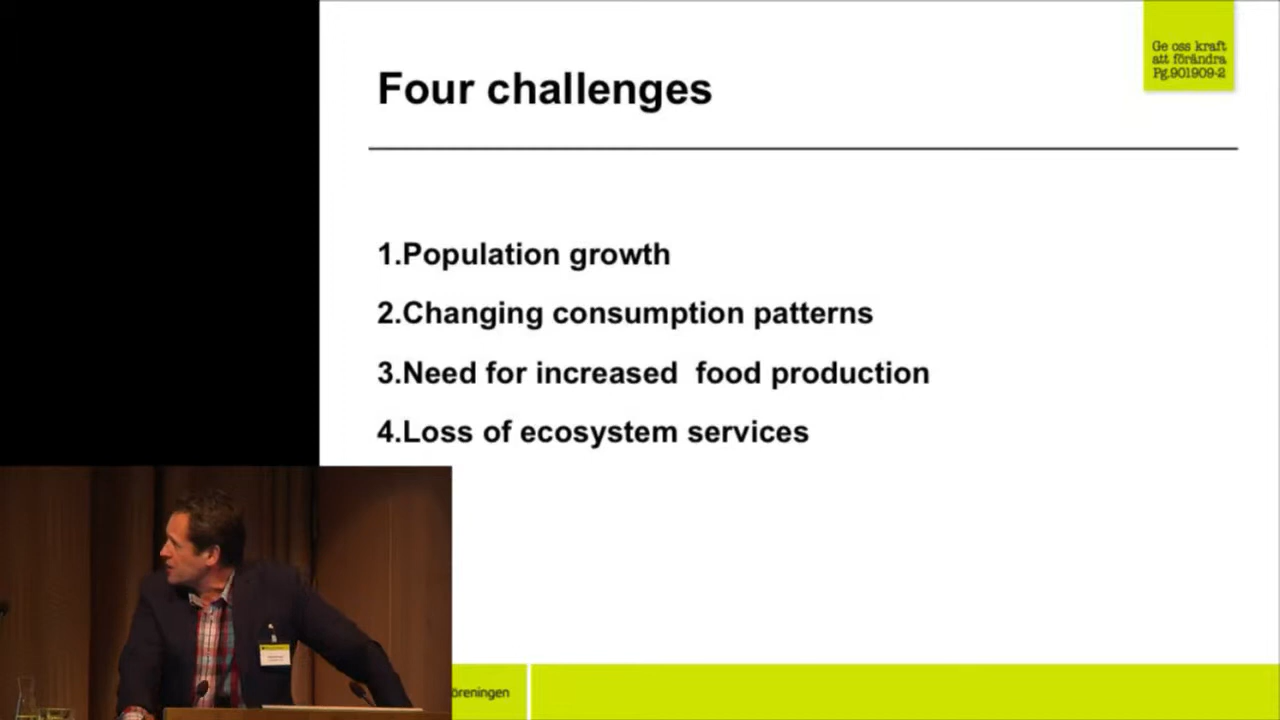 Ge oss kraft
att förändra
Pg.901909-2
Four challenges
1.Population growth
2.Changing consumption patterns
3.Need for increased  food production
4.Loss of ecosystem services
öreningen